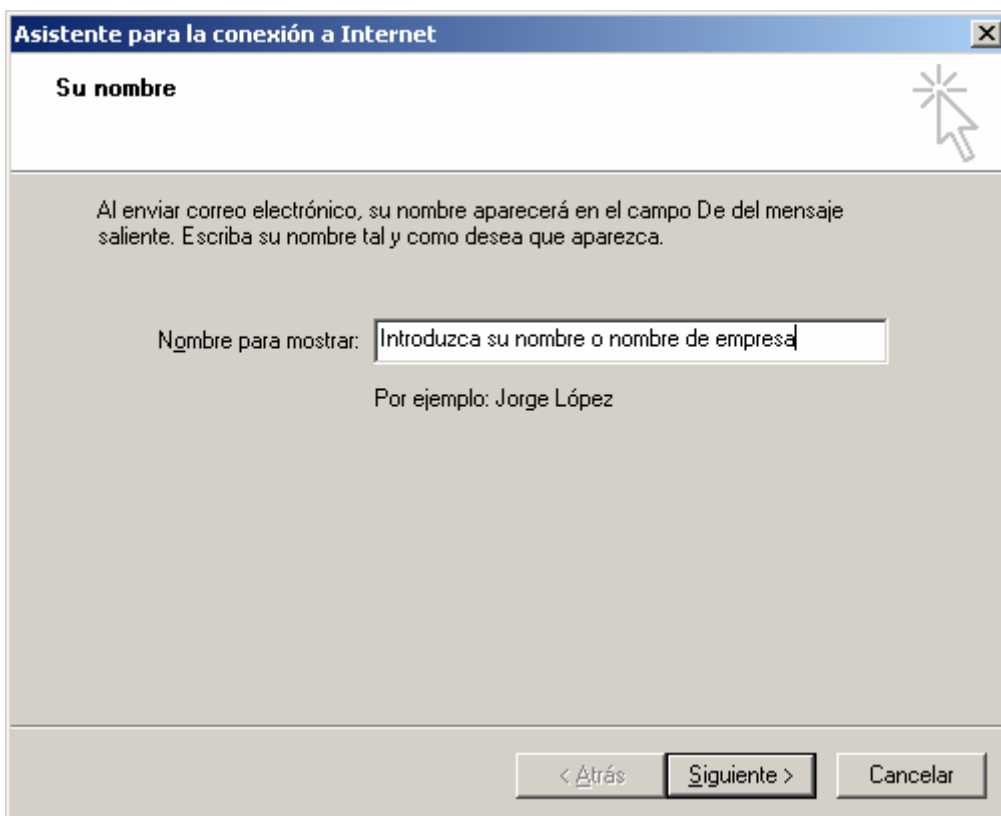 Asistente para la conexión a Internet
Su nombre
Al enviar correo electrónico, su nombre aparecerá en el campo De del mensaje
saliente. Escriba su nombre tal y como desea que aparezca.
Nombre para mostrar: Introduzca su nombre o nombre de empresa
Por ejemplo: Jorge López
< Atrás Siguiente > Cancelar